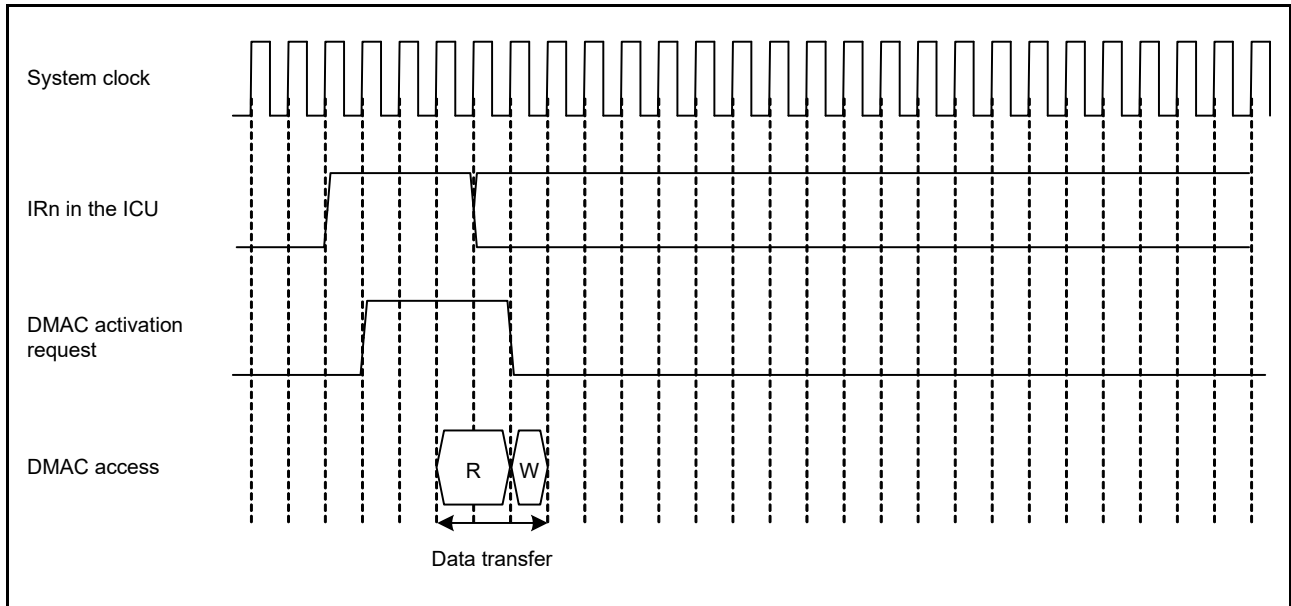 System clock
IRn in the ICU
DMAC activation
request
DMAC access
R
W
Data transfer